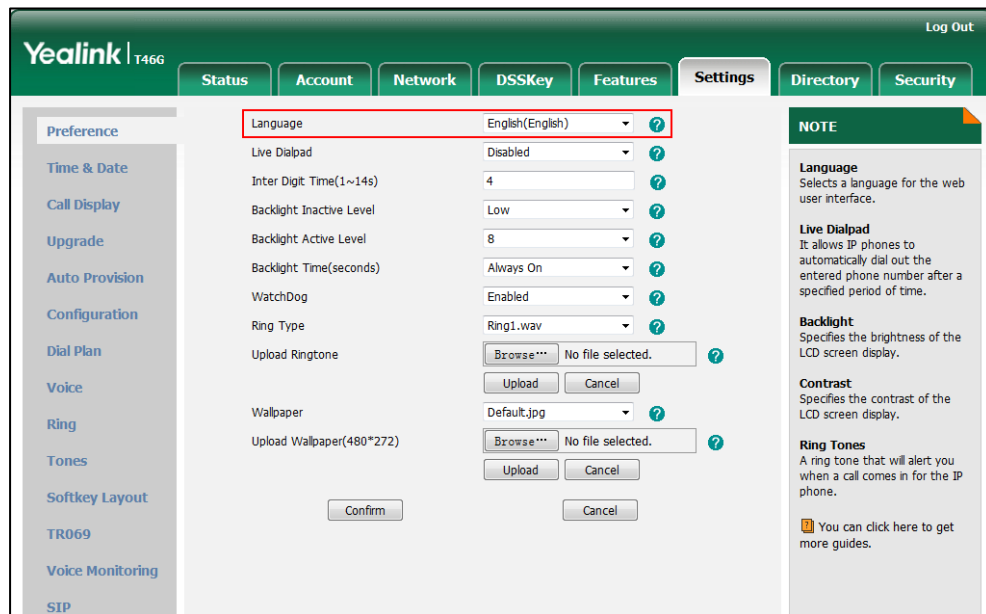 Log Out
Yealink T46G
Status Account Network DSSKey Features Settings Directory Security
Preference
Time & Date
Call Display
Upgrade
Auto Provision
Configuration
Dial Plan
Voice
Ring
Tones
Softkey Layout
TR069
Voice Monitoring
SIP
Language English(English)
Live Dialpad Disabled
Inter Digit Time(1~14s) 4
Backlight Inactive Level Low
Backlight Active Level 8
Backlight Time(seconds) Always On
WatchDog Enabled
Ring Type Ring1.wav
Upload Ringtone Browse··· No file selected.
Upload Cancel
Wallpaper Default.jpg
Upload Wallpaper(480*272) Browse··· No file selected.
Upload Cancel
Confirm Cancel
NOTE
Language
Selects a language for the web
user interface.
Live Dialpad
It allows IP phones to
automatically dial out the
entered phone number after a
specified period of time.
Backlight
Specifies the brightness of the
LCD screen display.
Contrast
Specifies the contrast of the
LCD screen display.
Ring Tones
A ring tone that will alert you
when a call comes in for the IP
phone.
You can click here to get
more guides.